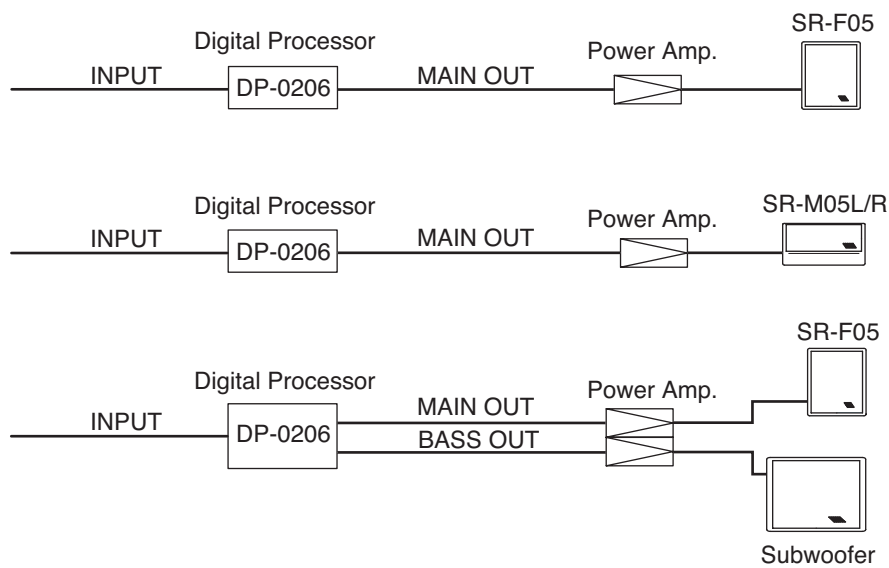 SR-F05
Digital Processor
Power Amp.
INPUT
DP-0206
MAIN OUT
SR-M05L/R
Digital Processor
Power Amp.
INPUT
DP-0206
MAIN OUT
SR-F05
Digital Processor
Power Amp.
INPUT
DP-0206
MAIN OUT
BASS OUT
Subwoofer